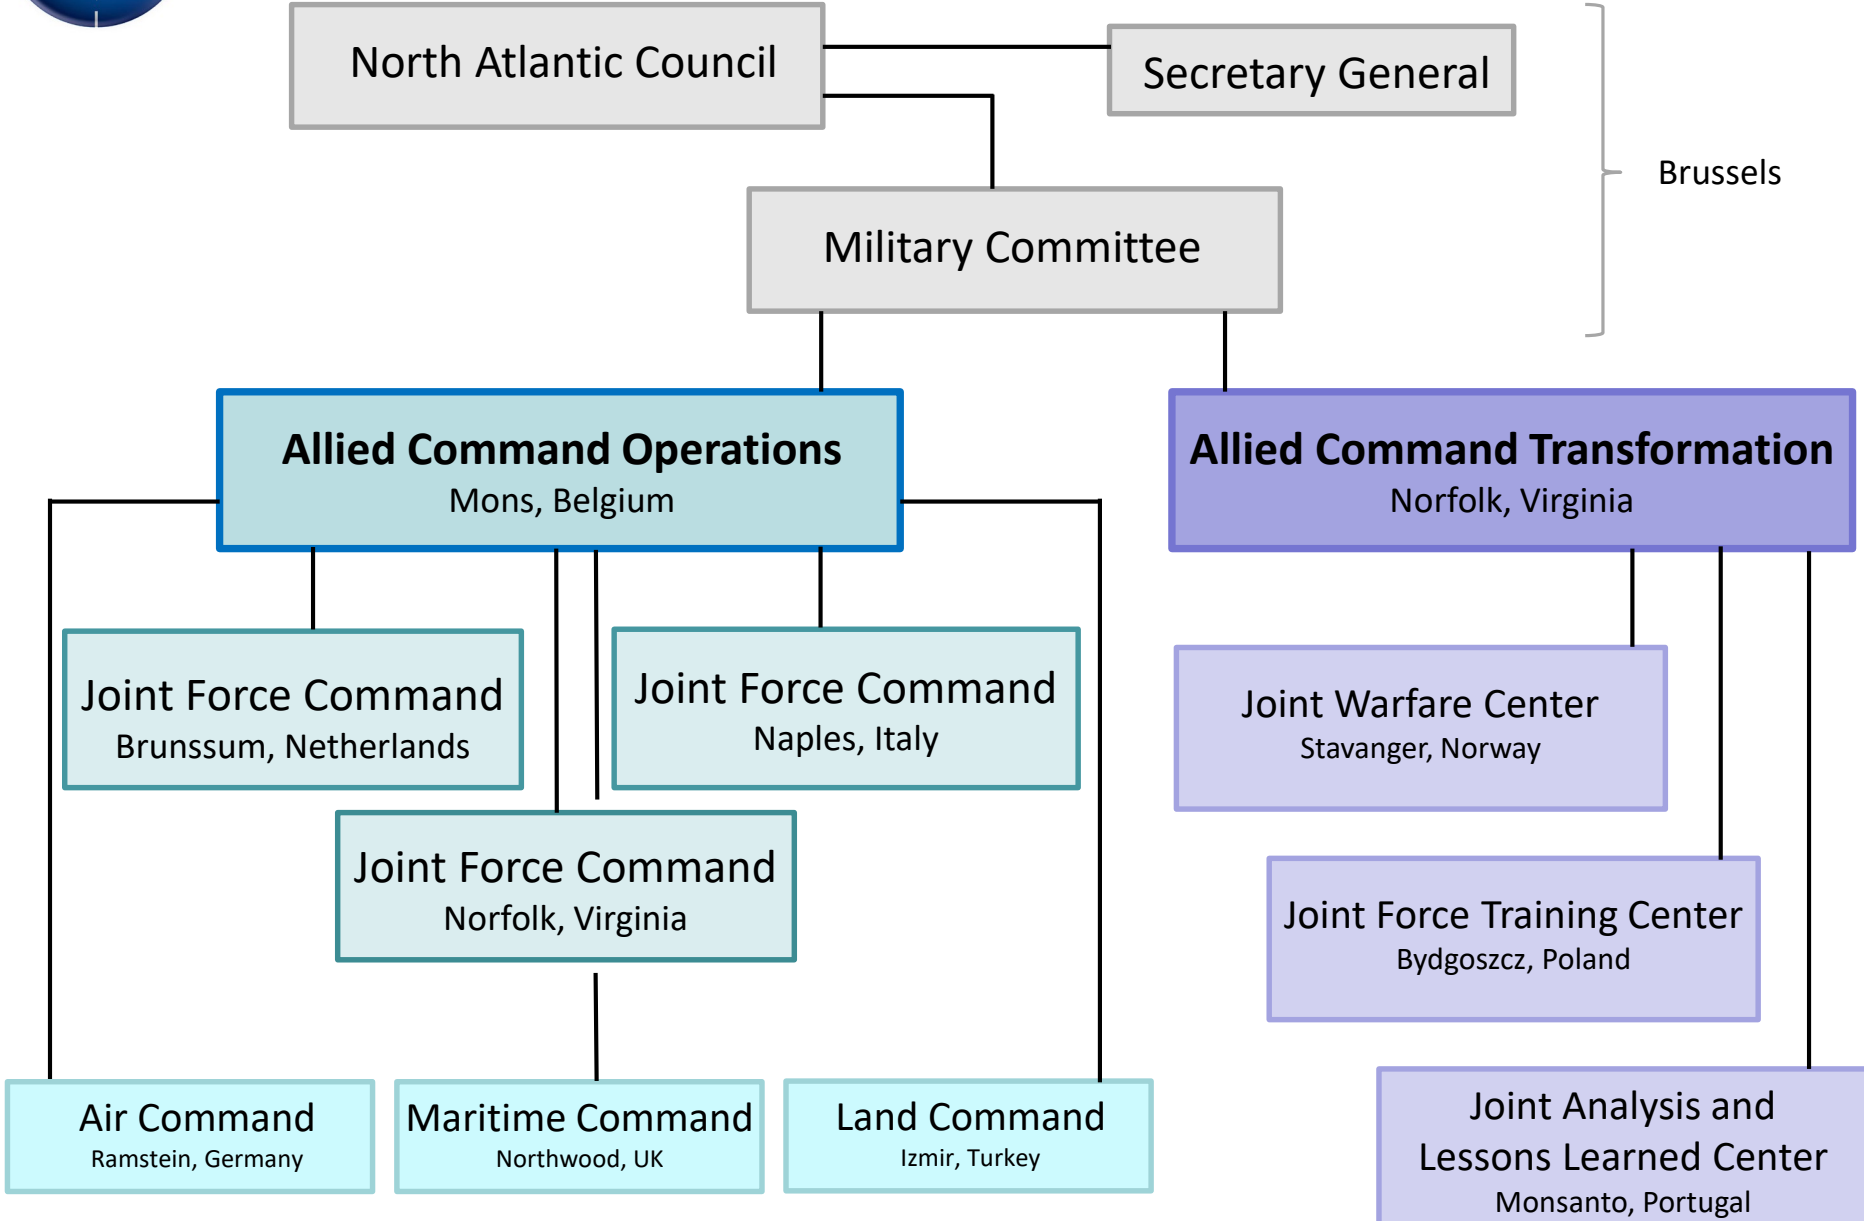 North Atlantic Council
Secretary General
Brussels
Military Committee
Allied Command Operations
Mons, Belgium
Allied Command Transformation
Norfolk, Virginia
Joint Force Command
Brunssum, Netherlands
Joint Force Command
Naples, Italy
Joint Warfare Center
Stavanger, Norway
Joint Force Command
Norfolk, Virginia
Joint Force Training Center
Bydgoszcz, Poland
Air Command
Ramstein, Germany
Maritime Command
Northwood, UK
Land Command
Izmir, Turkey
Joint Analysis and
Lessons Learned Center
Monsanto, Portugal